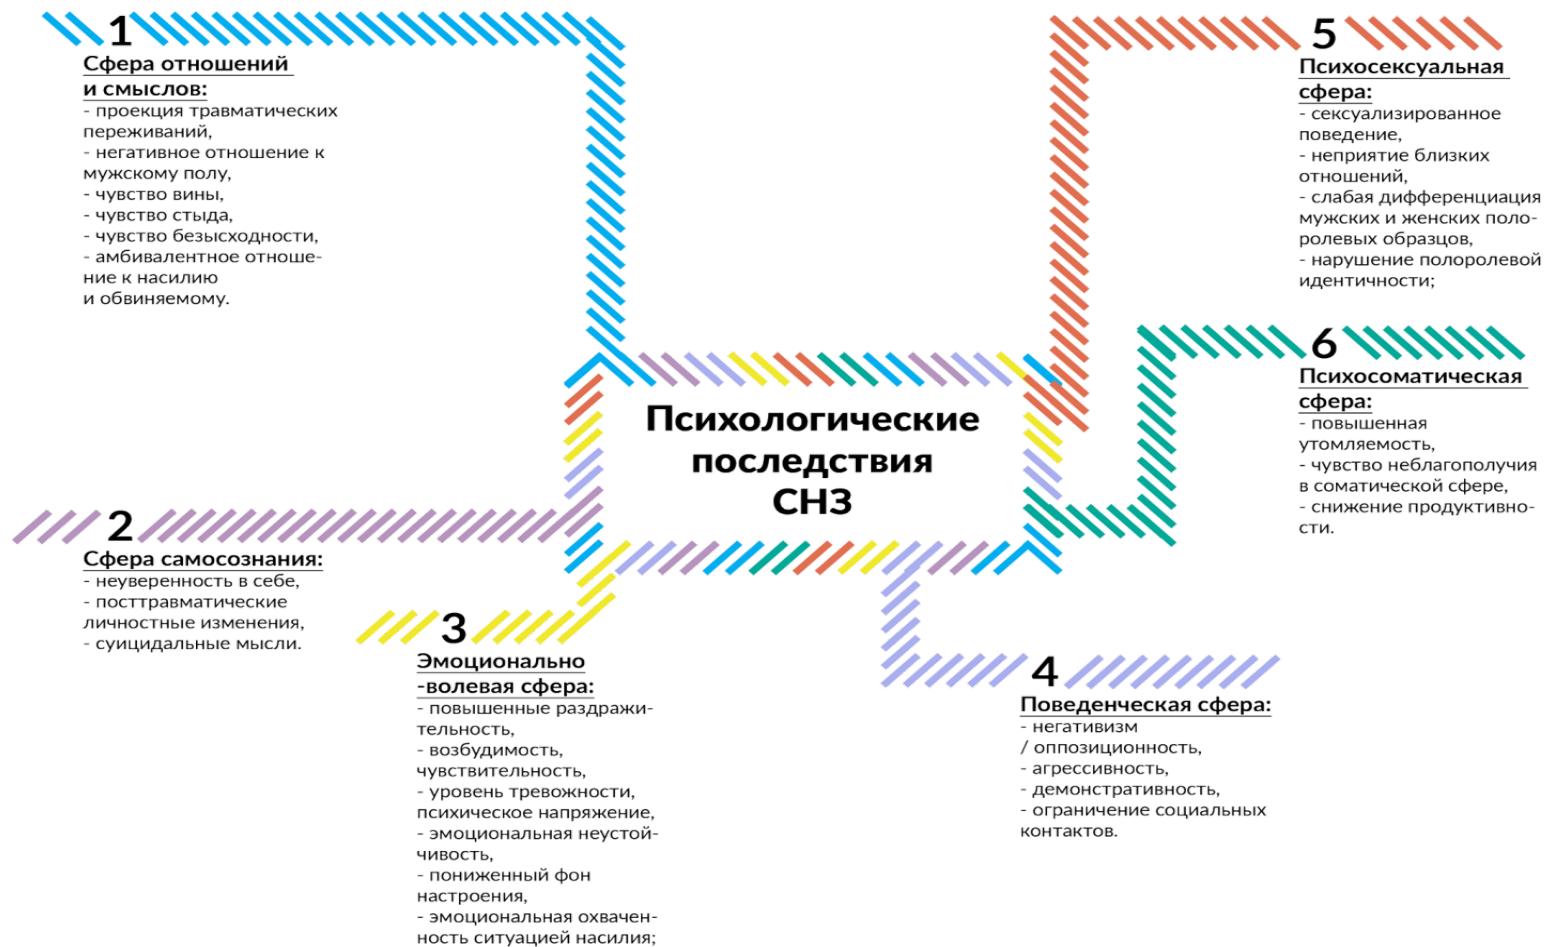 Психологические
последствия
СНЗ
1
Сфера отношений
и смыслов:
- проекция травматических
переживаний,
- негативное отношение к
мужскому полу,
- чувство вины,
- чувство стыда,
- чувство безысходности,
- амбивалентное отноше-
ние к насилию
и обвиняемому.
2
Сфера самосознания:
- неуверенность в себе,
- посттравматические
личностные изменения,
- суицидальные мысли.
3
Эмоционально
-волевая сфера:
- повышенные раздражи-
тельность,
- возбудимость,
чувствительность,
- уровень тревожности,
психическое напряжение,
- эмоциональная неустой-
чивость,
- пониженный фон
настроения,
- эмоциональная охвачен-
ность ситуацией насилия;
4
Поведенческая сфера:
- негативизм
/ оппозиционность,
- агрессивность,
- демонстративность,
- ограничение социальных
контактов.
5
Психосексуальная
сфера:
- сексуализированное
поведение,
- неприятие близких
отношений,
- слабая дифференциация
мужских и женских поло-
ролевых образцов,
- нарушение полоролевой
идентичности;
6
Психосоматическая
сфера:
- повышенная
утомляемость,
- чувство неблагополучия
в соматической сфере,
- снижение продуктивно-
сти.